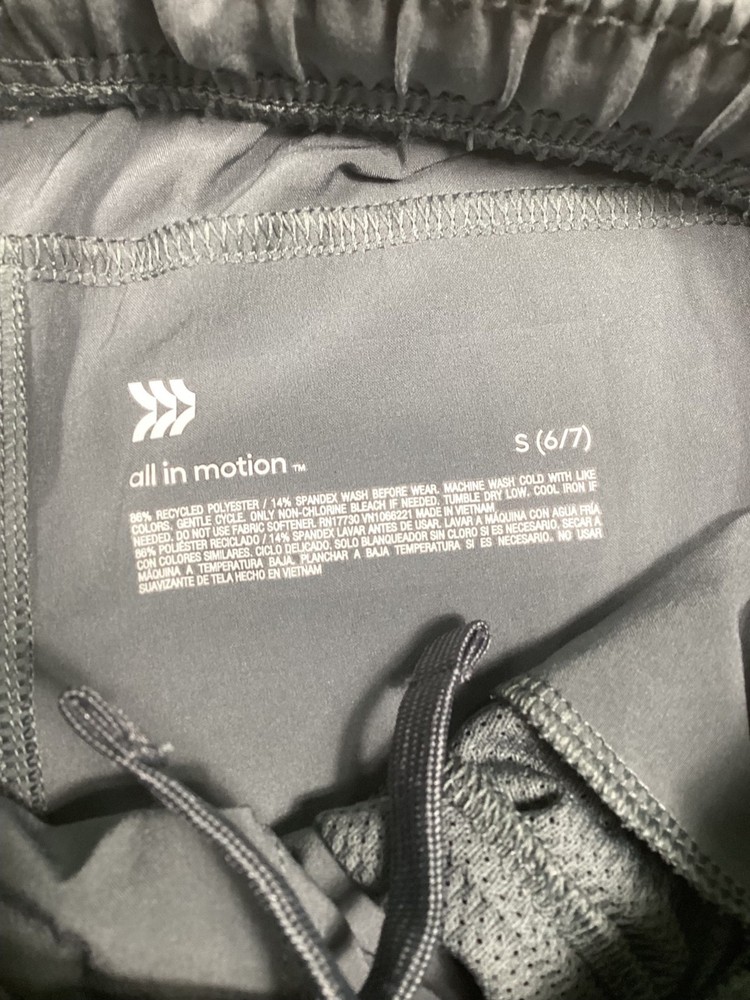 S (6/7)
all in motion™
86% RECYCLED POLYESTER / 14% SPANDEX WASH BEFORE WEAR. MACHINE WASH COLD WITH LIKE
COLORS. GENTLE CYCLE. ONLY NON-CHLORINE BLEACH IF NEEDED. TUMBLE DRY LOW. COOL IRON IF
NEEDED. DO NOT USE FABRIC SOFTENER. RN17730 VN1066221 MADE IN VIETNAM
86% POLIÉSTER RECICLADO / 14% SPANDEX LAVAR ANTES DE USAR. LAVAR A MÁQUINA CON AGUA FRÍA
CON COLORES SIMILARES. CICLO DELICADO. SOLO BLANQUEADOR SIN CLORO SI ES NECESARIO. SECAR A
MÁQUINA A TEMPERATURA BAJA. PLANCHAR A BAJA TEMPERATURA SI ES NECESARIO. NO USAR
SUAVIZANTE DE TELA HECHO EN VIETNAM